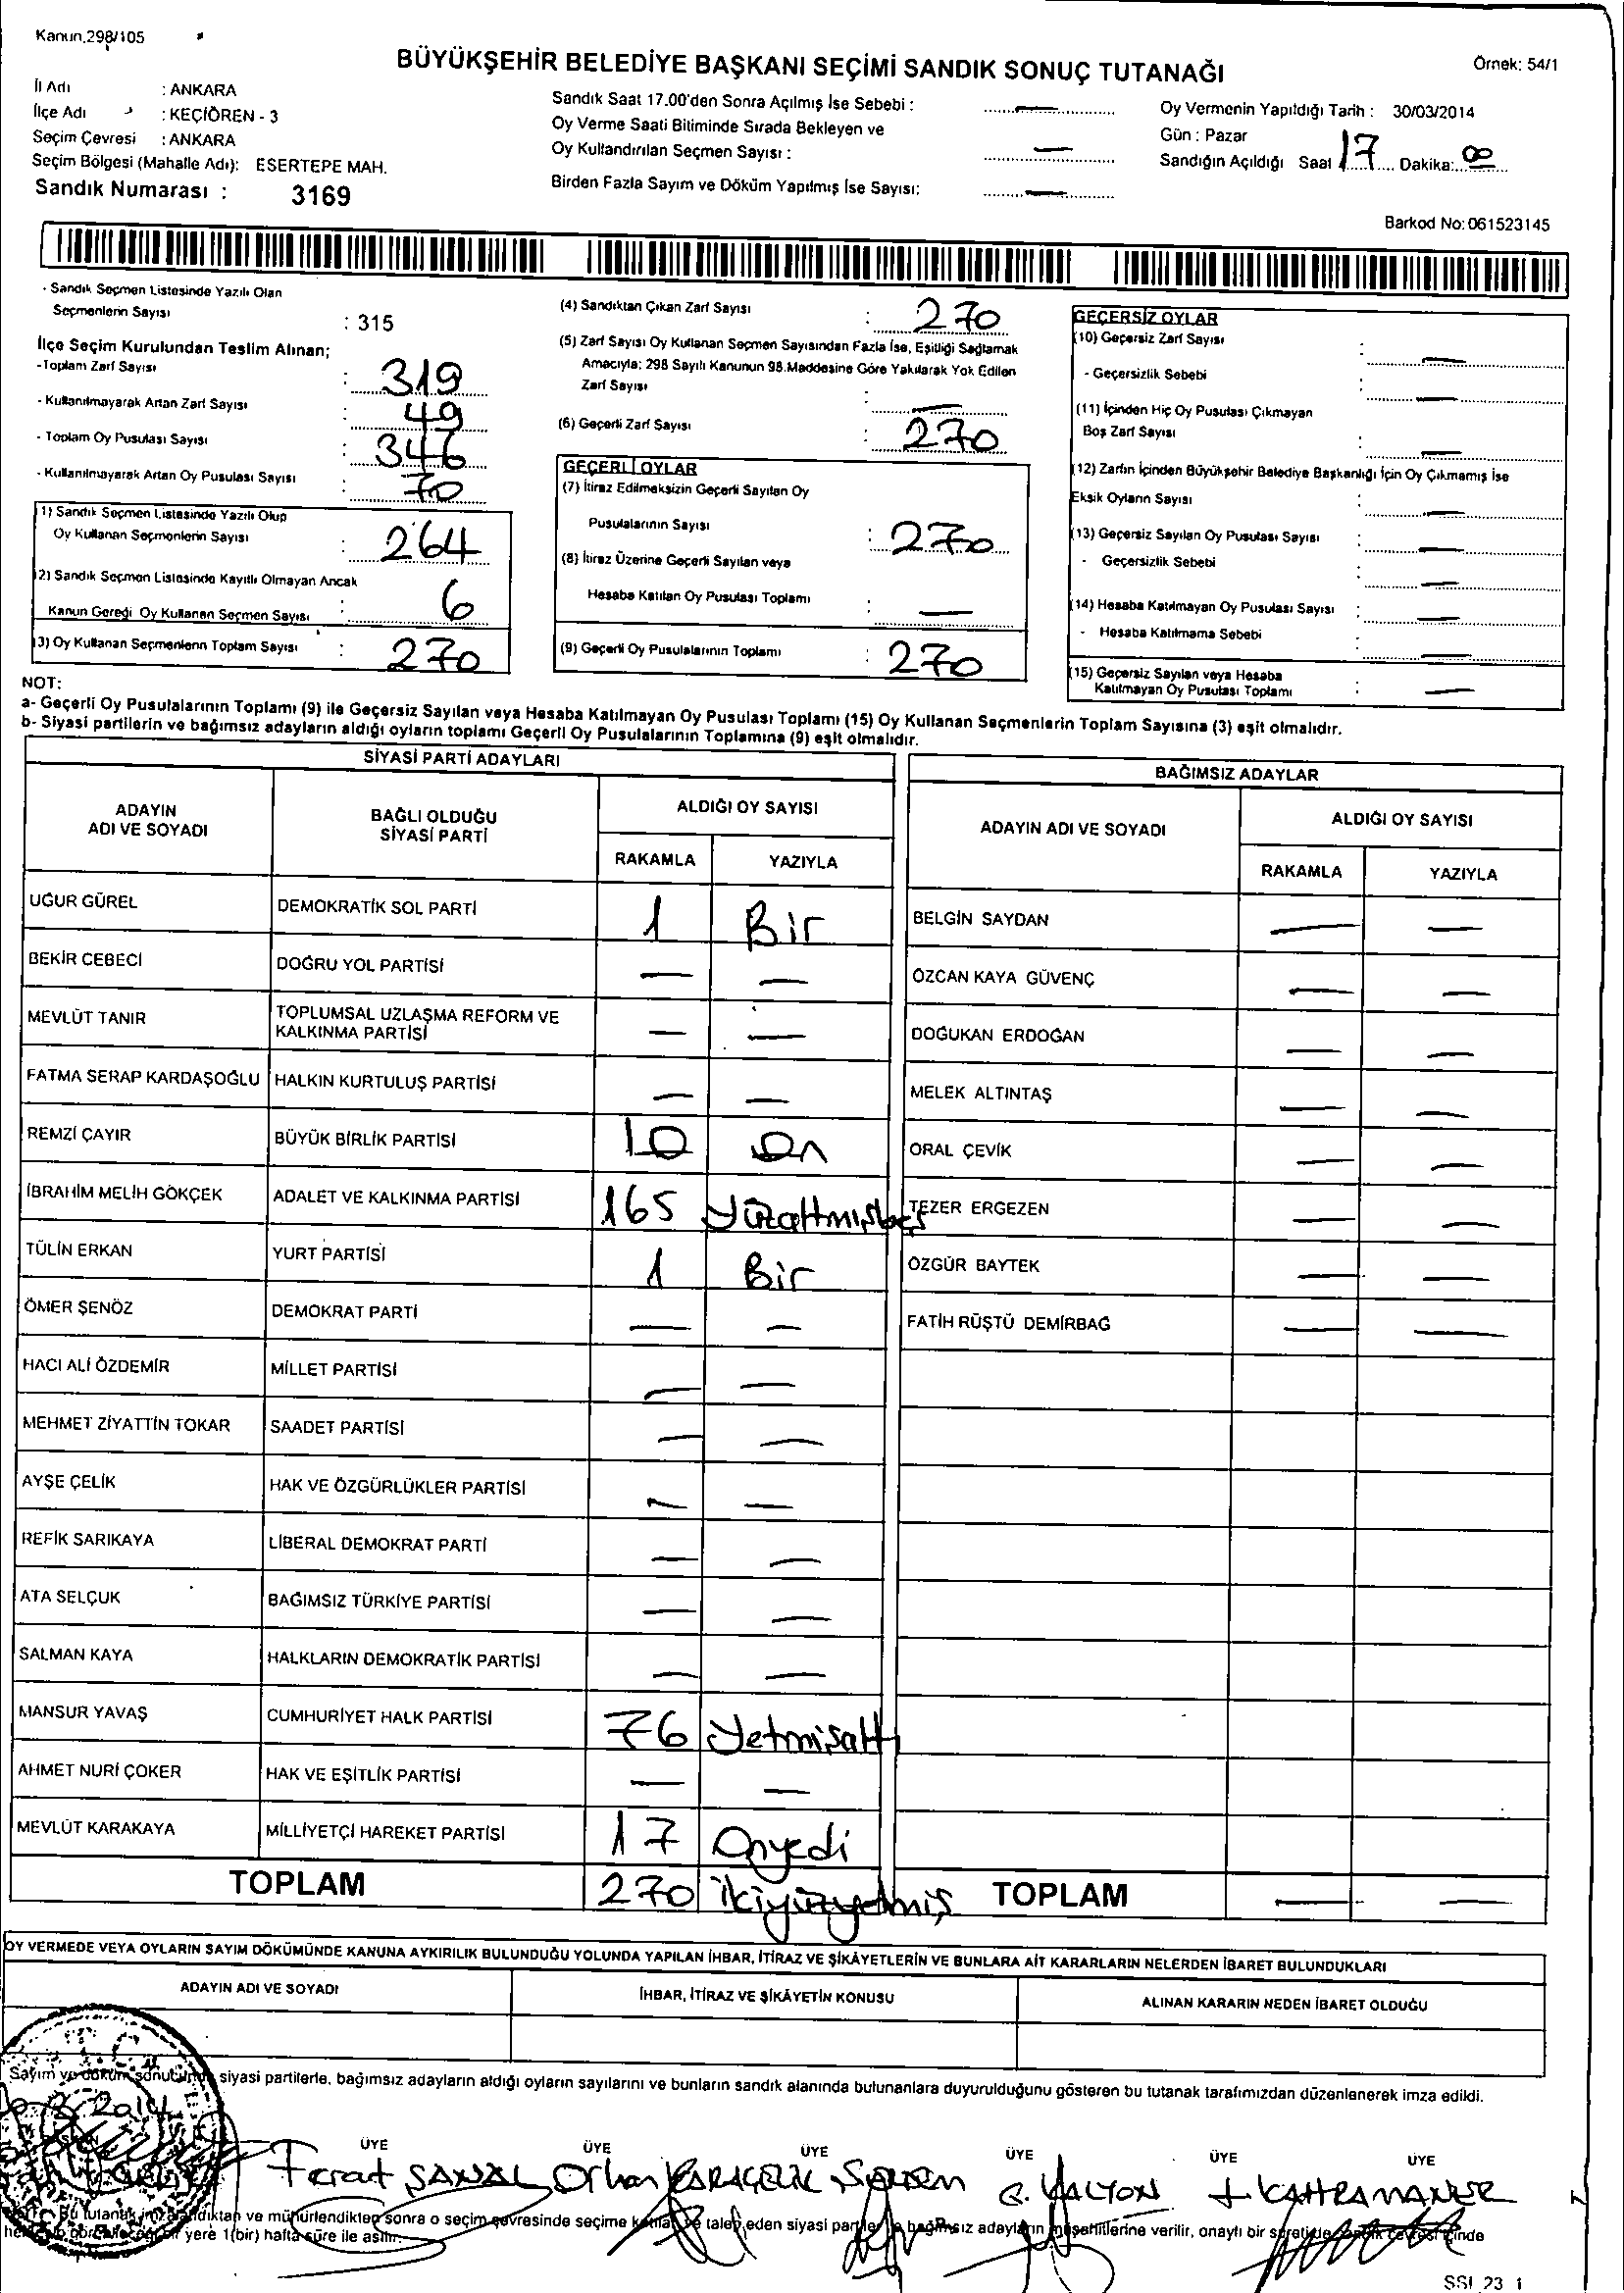 Kanun.298/105
BÜYÜKŞEHİR BELEDİYE BAŞKANI SEÇİMİ SANDIK SONUÇ TUTANAĞI
Örnek: 54/1
İl Adı : ANKARA
İlçe Adı : KEÇİÖREN - 3
Seçim Çevresi : ANKARA
Seçim Bölgesi (Mahalle Adı): ESERTEPE MAH.
Sandık Numarası : 3169
Sandık Saat 17.00'den Sonra Açılmış İse Sebebi : —
Oy Verme Saati Bitiminde Sırada Bekleyen ve
Oy Kullandırılan Seçmen Sayısı : —
Birden Fazla Sayım ve Döküm Yapılmış İse Sayısı: —
Oy Vermenin Yapıldığı Tarih : 30/03/2014
Gün : Pazar
Sandığın Açıldığı Saat 17 Dakika: 00
Barkod No: 061523145
- Sandık Seçmen Listesinde Yazılı Olan
Seçmenlerin Sayısı : 315
İlçe Seçim Kurulundan Teslim Alınan;
-Toplam Zarf Sayısı : 319
- Kullanılmayarak Artan Zarf Sayısı : 49
- Toplam Oy Pusulası Sayısı : 346
- Kullanılmayarak Artan Oy Pusulası Sayısı : 70
1) Sandık Seçmen Listesinde Yazılı Olup
Oy Kullanan Seçmenlerin Sayısı : 264
2) Sandık Seçmen Listesinde Kayıtlı Olmayan Ancak
Kanun Gereği Oy Kullanan Seçmen Sayısı : 6
3) Oy Kullanan Seçmenlerin Toplam Sayısı : 270
(4) Sandıktan Çıkan Zarf Sayısı : 270
(5) Zarf Sayısı Oy Kullanan Seçmen Sayısından Fazla İse, Eşitliği Sağlamak
Amacıyla: 298 Sayılı Kanunun 98.Maddesine Göre Yakılarak Yok Edilen
Zarf Sayısı : —
(6) Geçerli Zarf Sayısı : 270
GEÇERLİ OYLAR
(7) İtiraz Edilmeksizin Geçerli Sayılan Oy
Pusulalarının Sayısı : 270
(8) İtiraz Üzerine Geçerli Sayılan veya
Hesaba Katılan Oy Pusulası Toplamı : —
(9) Geçerli Oy Pusulalarının Toplamı : 270
GEÇERSİZ OYLAR
(10) Geçersiz Zarf Sayısı : —
- Geçersizlik Sebebi : —
(11) İçinden Hiç Oy Pusulası Çıkmayan
Boş Zarf Sayısı : —
(12) Zarfın İçinden Büyükşehir Belediye Başkanlığı İçin Oy Çıkmamış İse
Eksik Oyların Sayısı : —
(13) Geçersiz Sayılan Oy Pusulası Sayısı : —
- Geçersizlik Sebebi : —
(14) Hesaba Katılmayan Oy Pusulası Sayısı : —
- Hesaba Katılmama Sebebi : —
(15) Geçersiz Sayılan veya Hesaba
Katılmayan Oy Pusulası Toplamı : —
NOT:
a- Geçerli Oy Pusulalarının Toplamı (9) ile Geçersiz Sayılan veya Hesaba Katılmayan Oy Pusulası Toplamı (15) Oy Kullanan Seçmenlerin Toplam Sayısına (3) eşit olmalıdır.
b- Siyasi partilerin ve bağımsız adayların aldığı oyların toplamı Geçerli Oy Pusulalarının Toplamına (9) eşit olmalıdır.
SİYASİ PARTİ ADAYLARI
ADAYIN ADI VE SOYADI
BAĞLI OLDUĞU SİYASİ PARTİ
ALDIĞI OY SAYISI
RAKAMLA YAZIYLA
UĞUR GÜREL DEMOKRATİK SOL PARTİ 1 Bir
BEKİR CEBECİ DOĞRU YOL PARTİSİ — —
MEVLÜT TANIR TOPLUMSAL UZLAŞMA REFORM VE KALKINMA PARTİSİ — —
FATMA SERAP KARDAŞOĞLU HALKIN KURTULUŞ PARTİSİ — —
REMZİ ÇAYIR BÜYÜK BİRLİK PARTİSİ 10 On
İBRAHİM MELİH GÖKÇEK ADALET VE KALKINMA PARTİSİ 165 Yüzaltmışbeş
TÜLİN ERKAN YURT PARTİSİ 1 Bir
ÖMER ŞENÖZ DEMOKRAT PARTİ — —
HACI ALİ ÖZDEMİR MİLLET PARTİSİ — —
MEHMET ZİYATTİN TOKAR SAADET PARTİSİ — —
AYŞE ÇELİK HAK VE ÖZGÜRLÜKLER PARTİSİ — —
REFİK SARIKAYA LİBERAL DEMOKRAT PARTİ — —
ATA SELÇUK BAĞIMSIZ TÜRKİYE PARTİSİ — —
SALMAN KAYA HALKLARIN DEMOKRATİK PARTİSİ — —
MANSUR YAVAŞ CUMHURİYET HALK PARTİSİ 76 Yetmişaltı
AHMET NURİ ÇOKER HAK VE EŞİTLİK PARTİSİ — —
MEVLÜT KARAKAYA MİLLİYETÇİ HAREKET PARTİSİ 17 Onyedi
TOPLAM 270 ikiyüzyetmiş
BAĞIMSIZ ADAYLAR
ADAYIN ADI VE SOYADI
ALDIĞI OY SAYISI
RAKAMLA YAZIYLA
BELGİN SAYDAN — —
ÖZCAN KAYA GÜVENÇ — —
DOĞUKAN ERDOĞAN — —
MELEK ALTINTAŞ — —
ORAL ÇEVİK — —
TEZER ERGEZEN — —
ÖZGÜR BAYTEK — —
FATİH RÜŞTÜ DEMİRBAĞ — —
TOPLAM — —
OY VERMEDE VEYA OYLARIN SAYIM DÖKÜMÜNDE KANUNA AYKIRILIK BULUNDUĞU YOLUNDA YAPILAN İHBAR, İTİRAZ VE ŞİKÂYETLERİN VE BUNLARA AİT KARARLARIN NELERDEN İBARET BULUNDUKLARI
ADAYIN ADI VE SOYADI
İHBAR, İTİRAZ VE ŞİKÂYETİN KONUSU
ALINAN KARARIN NEDEN İBARET OLDUĞU
Sayım ve döküm sonucunda siyasi partilerle, bağımsız adayların aldığı oyların sayılarını ve bunların sandık alanında bulunanlara duyurulduğunu gösteren bu tutanak tarafımızdan düzenlenerek imza edildi.
T.C.
2014
ÜYE ÜYE ÜYE ÜYE ÜYE ÜYE
Ferat ŞANAL Orhan KARAÇELİK G. YALYON KAHRAMANLAR
Bu tutanak imzalandıktan ve mühürlendikten sonra o seçim çevresinde seçime katılan ve talep eden siyasi partiler bağımsız adayların müşahitlerine verilir, onaylı bir sureti de içinde
yere 1(bir) hafta süre ile asılır.
SSI_23_1